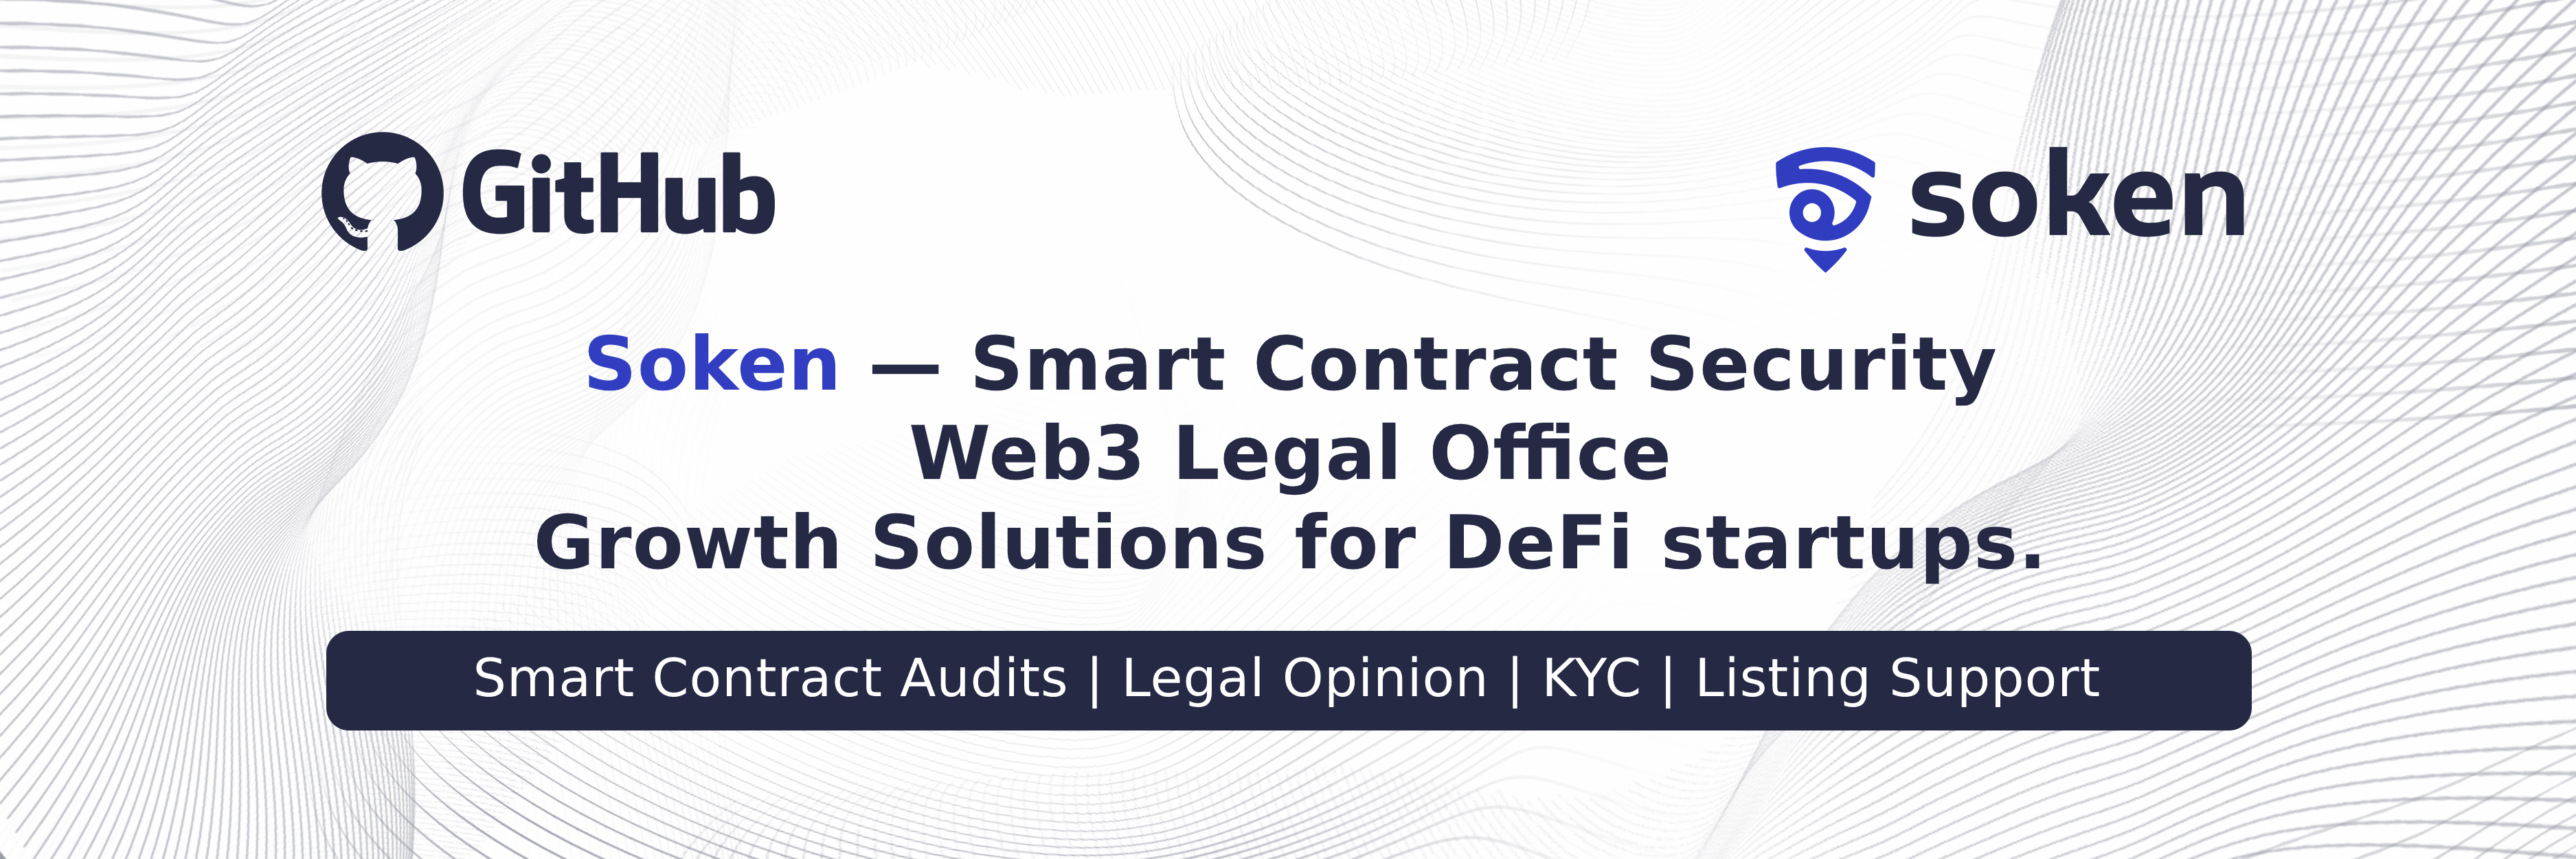 GitHub
soken
Soken — Smart Contract Security
Web3 Legal Office
Growth Solutions for DeFi startups.
Smart Contract Audits | Legal Opinion | KYC | Listing Support